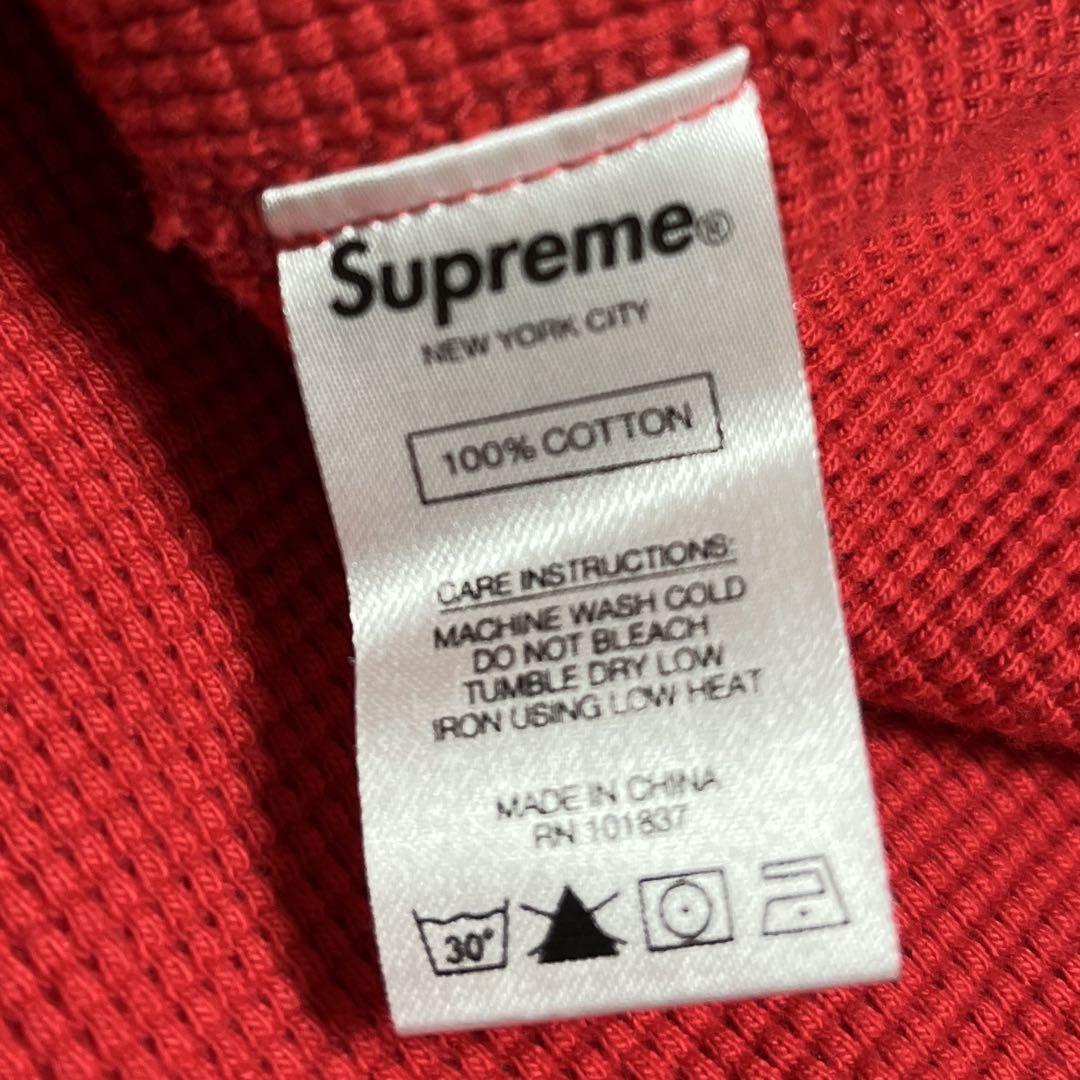 Supreme®
NEW YORK CITY
100% COTTON
CARE INSTRUCTIONS:
MACHINE WASH COLD
DO NOT BLEACH
TUMBLE DRY LOW
IRON USING LOW HEAT
MADE IN CHINA
RN 101837
30°